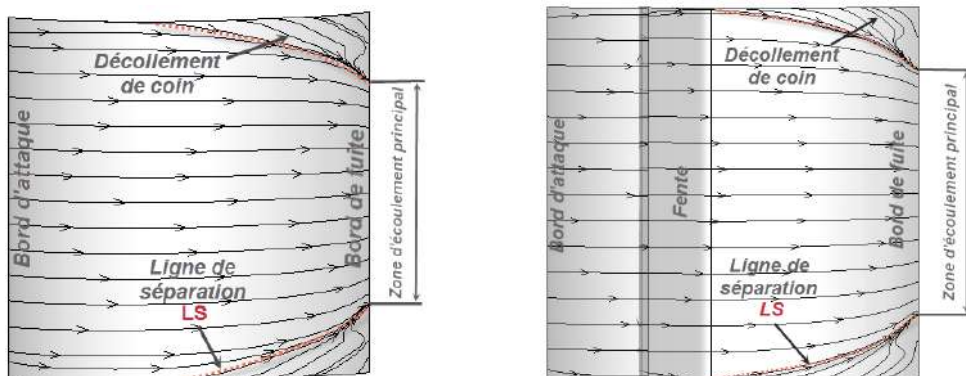 Décollement
de coin
Bord d'attaque
Bord de fuite
Zone d'écoulement principal
Ligne de
séparation
LS
Décollement
de coin
Bord d'attaque
Fente
Bord de fuite
Zone d'écoulement principal
Ligne de
séparation
LS